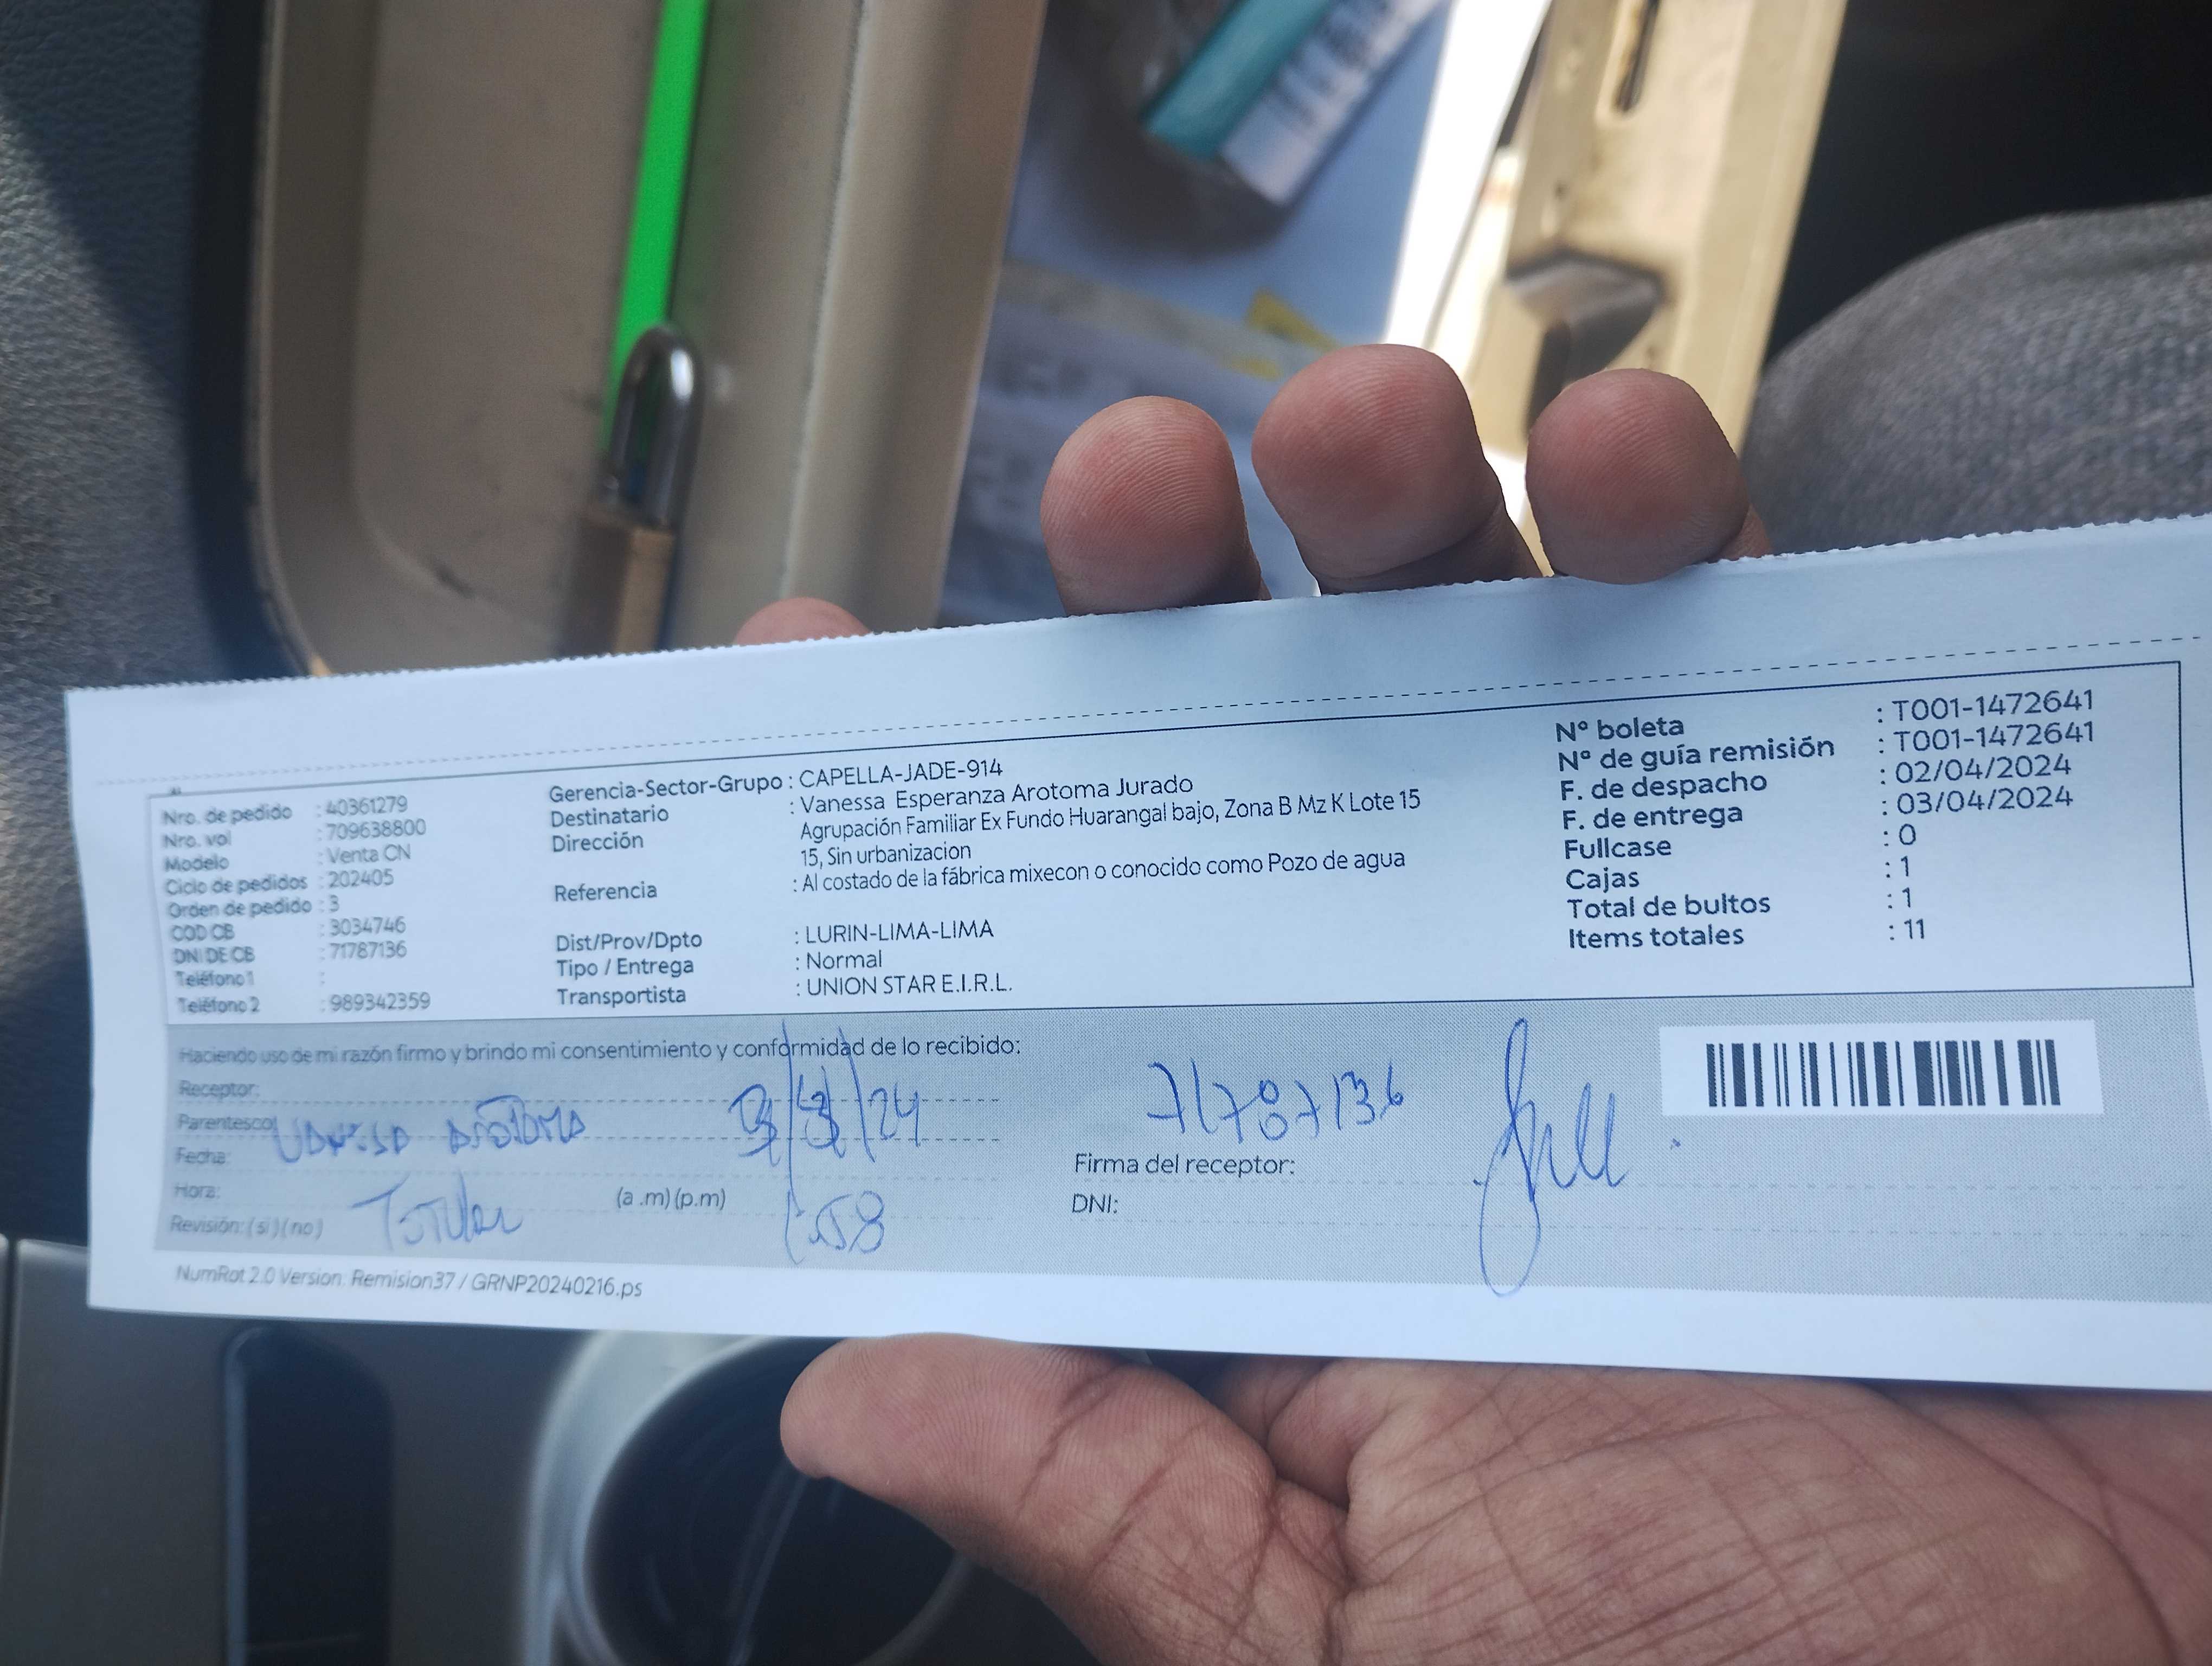 Nro. de pedido : 40361279
Nro. vol : 709638800
Modelo : Venta CN
Ciclo de pedidos : 202405
Orden de pedido : 3
COD CB : 3034746
DNI DE CB : 71787136
Teléfono 1 :
Teléfono 2 : 989342359
Gerencia-Sector-Grupo : CAPELLA-JADE-914
Destinatario : Vanessa Esperanza Arotoma Jurado
Dirección Agrupación Familiar Ex Fundo Huarangal bajo, Zona B Mz K Lote 15
15, Sin urbanizacion
Referencia : Al costado de la fábrica mixecon o conocido como Pozo de agua
Dist/Prov/Dpto : LURIN-LIMA-LIMA
Tipo / Entrega : Normal
Transportista : UNION STAR E.I.R.L.
N° boleta : T001-1472641
N° de guía remisión : T001-1472641
F. de despacho : 02/04/2024
F. de entrega : 03/04/2024
Fullcase : 0
Cajas : 1
Total de bultos : 1
Items totales : 11
Haciendo uso de mi razón firmo y brindo mi consentimiento y conformidad de lo recibido:
Receptor:
Parentesco:
Fecha:
Hora: (a .m) (p.m)
Revisión: (si) (no)
71787136
Firma del receptor:
DNI:
NumRot 2.0 Version: Remision37 / GRNP20240216.ps